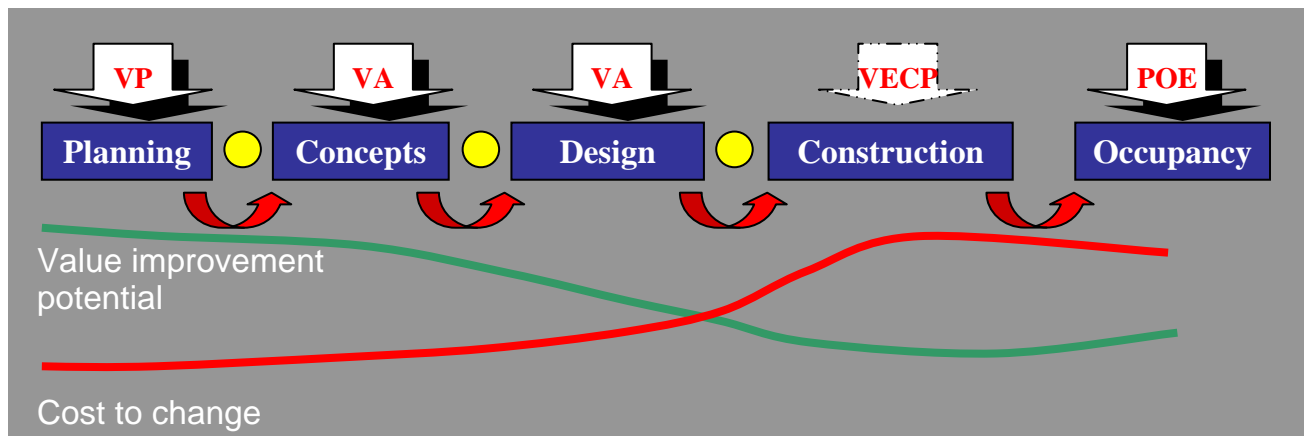 VP
VA
VA
VECP
POE
Planning
Concepts
Design
Construction
Occupancy
Value improvement
potential
Cost to change